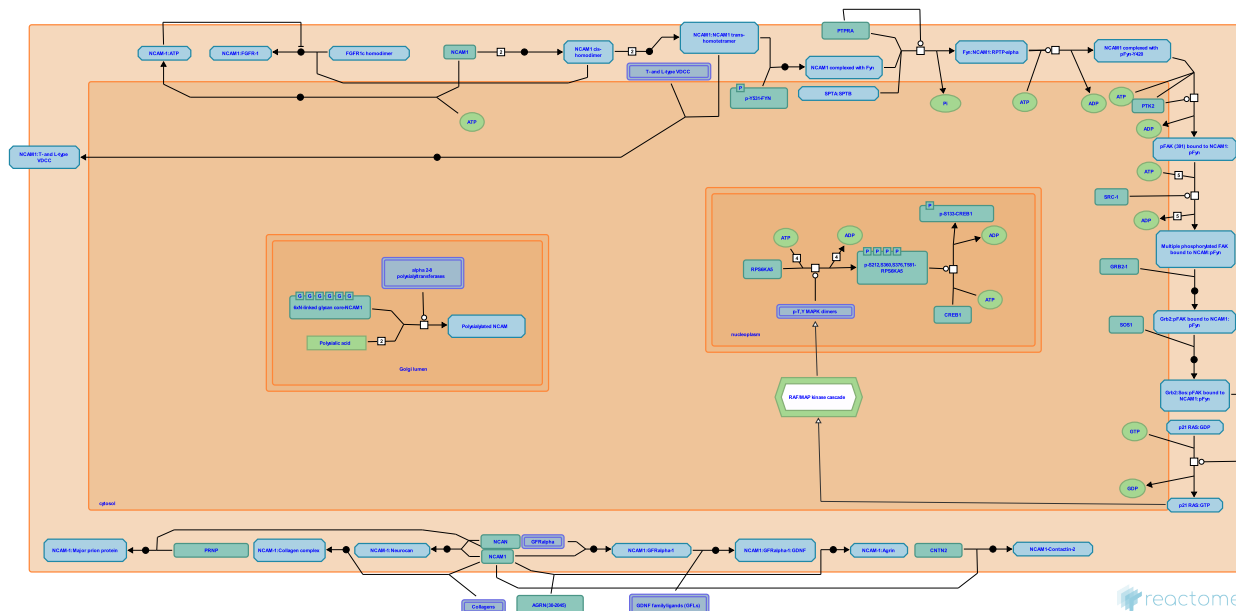 NCAM-1:ATP
NCAM1:FGFR-1
FGFR1c homodimer
NCAM1
2
NCAM1 cis-
homodimer
2
NCAM1:NCAM1 trans-
homotetramer
T- and L-type VDCC
PTPRA
NCAM1 complexed with Fyn
P
p-Y531-FYN
SPTA:SPTB
Fyn:NCAM1:RPTP-alpha
Pi
NCAM1 complexed with
pFyn-Y420
ATP
ADP
ATP
PTK2
ADP
ATP
NCAM1:T- and L-type
VDCC
pFAK (391) bound to NCAM1:
pFyn
ATP
5
SRC-1
ADP
5
Multiple phosphorylated FAK
bound to NCAM:pFyn
GRB2-1
Grb2:pFAK bound to NCAM1:
pFyn
SOS1
Grb2:Sos:pFAK bound to
NCAM1:pFyn
p21 RAS:GDP
GTP
GDP
p21 RAS:GTP
P
p-S133-CREB1
ATP
ADP
ADP
4
4
P P P P
RPS6KA5
p-S212,S360,S376,T581-
RPS6KA5
ATP
p-T,Y MAPK dimers
CREB1
nucleoplasm
RAF/MAP kinase cascade
alpha 2-8
polysialyltransferases
G G G G G G
6xN-linked glycan core-NCAM1
Polysialylated NCAM
Polysialic acid
2
Golgi lumen
cytosol
NCAM-1:Major prion protein
PRNP
NCAM-1:Collagen complex
NCAM-1:Neurocan
NCAN
NCAM1
GFRalpha
NCAM1:GFRalpha-1
NCAM1:GFRalpha-1:GDNF
NCAM-1:Agrin
CNTN2
NCAM1-Contactin-2
Collagens
AGRN(30-2045)
GDNF family ligands (GFLs)
reactome